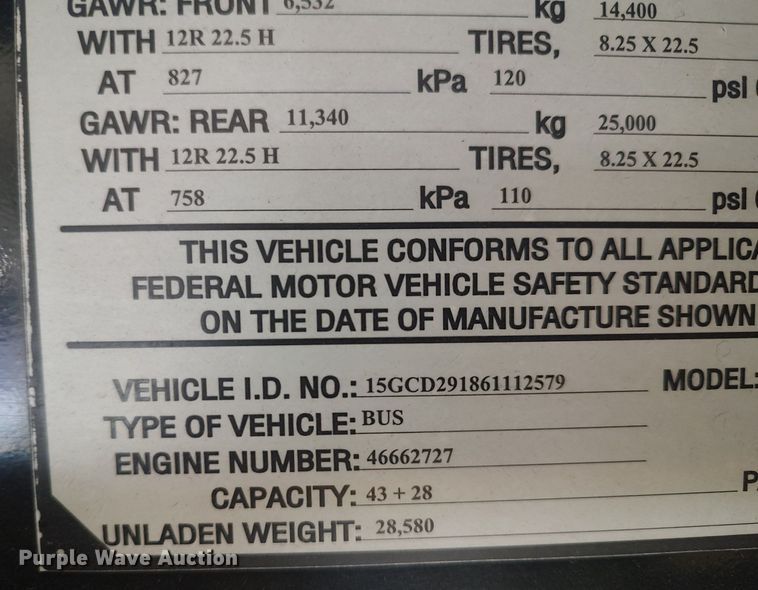 GAWR: FRONT 6,532 kg 14,400
WITH 12R 22.5 H TIRES, 8.25 X 22.5
AT 827 kPa 120 psi
GAWR: REAR 11,340 kg 25,000
WITH 12R 22.5 H TIRES, 8.25 X 22.5
AT 758 kPa 110 psi
THIS VEHICLE CONFORMS TO ALL APPLICA
FEDERAL MOTOR VEHICLE SAFETY STANDARD
ON THE DATE OF MANUFACTURE SHOWN
VEHICLE I.D. NO.: 15GCD291861112579 MODEL:
TYPE OF VEHICLE: BUS
ENGINE NUMBER: 46662727
CAPACITY: 43 + 28
UNLADEN WEIGHT: 28,580
Purple Wave Auction